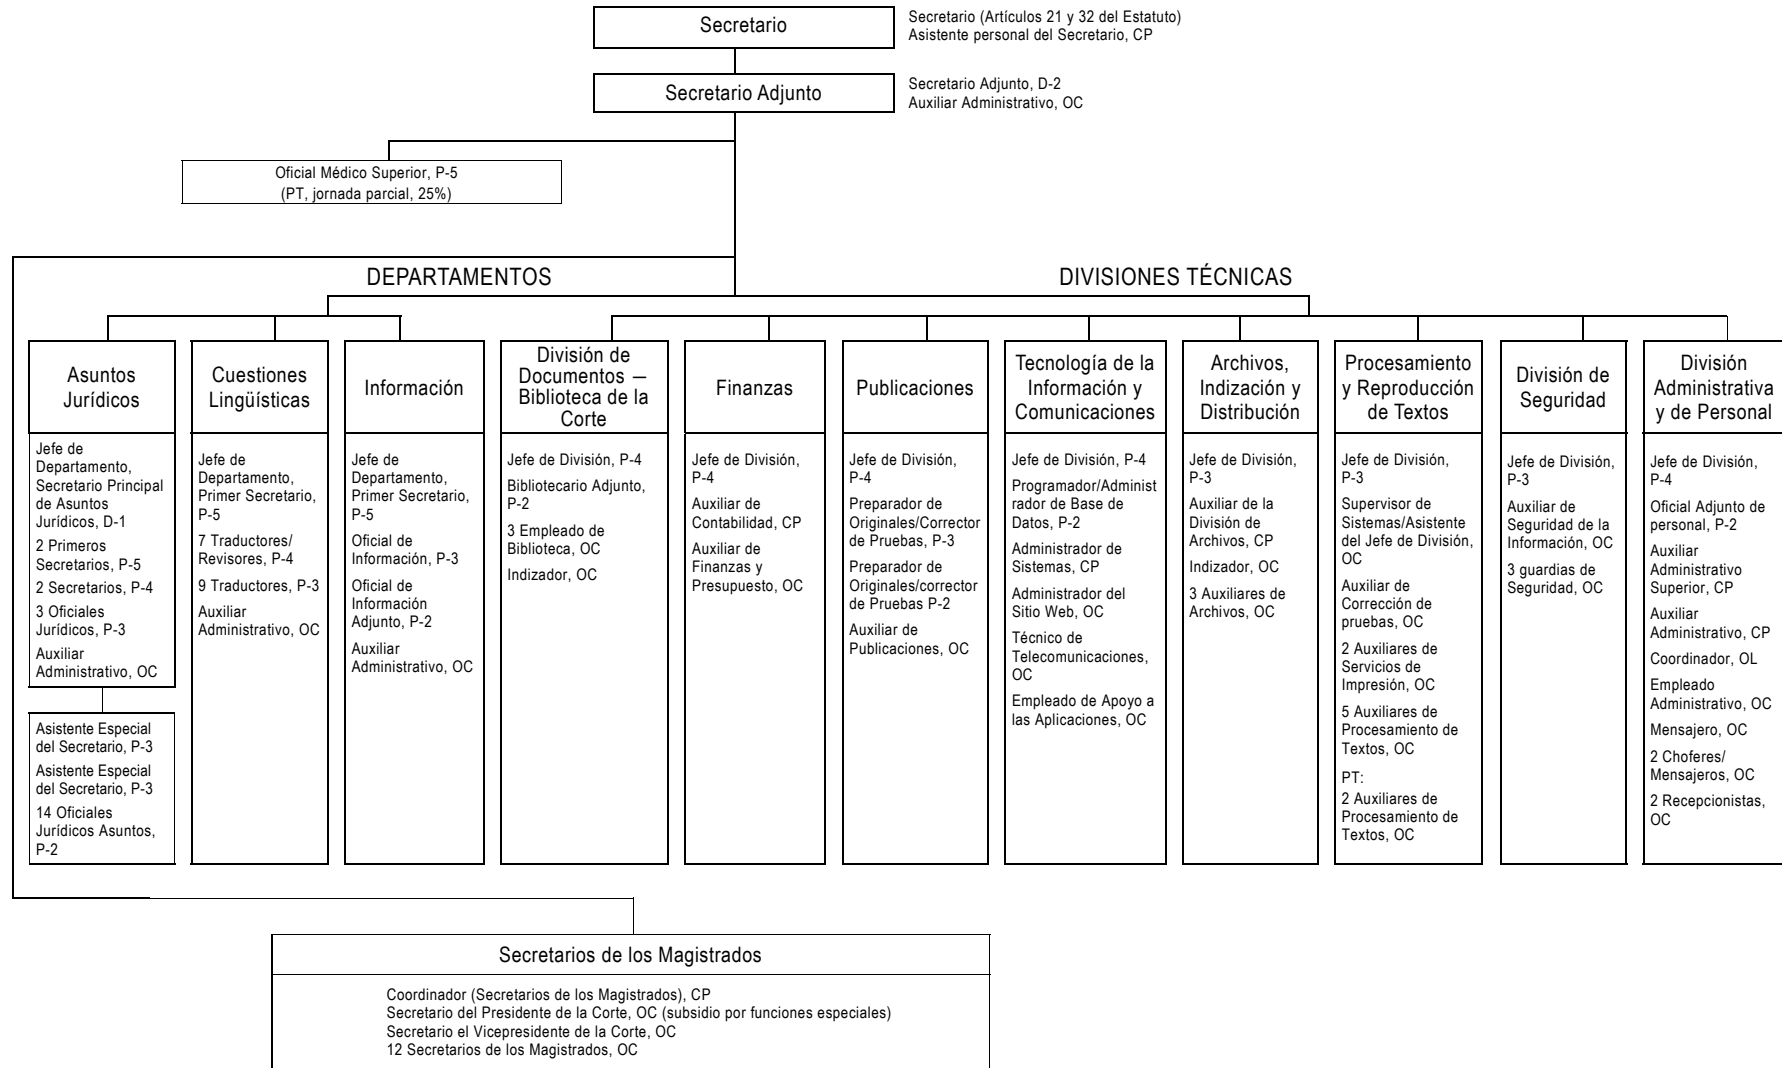 Secretario
Secretario (Artículos 21 y 32 del Estatuto)
Asistente personal del Secretario, CP
Secretario Adjunto
Secretario Adjunto, D-2
Auxiliar Administrativo, OC
Oficial Médico Superior, P-5
(PT, jornada parcial, 25%)
DEPARTAMENTOS
DIVISIONES TÉCNICAS
Asuntos
Jurídicos
Jefe de
Departamento,
Secretario Principal
de Asuntos
Jurídicos, D-1
2 Primeros
Secretarios, P-5
2 Secretarios, P-4
3 Oficiales
Jurídicos, P-3
Auxiliar
Administrativo, OC
Asistente Especial
del Secretario, P-3
Asistente Especial
del Secretario, P-3
14 Oficiales
Jurídicos Asuntos,
P-2
Cuestiones
Lingüísticas
Jefe de
Departamento,
Primer Secretario,
P-5
7 Traductores/
Revisores, P-4
9 Traductores, P-3
Auxiliar
Administrativo, OC
Información
Jefe de
Departamento,
Primer Secretario,
P-5
Oficial de
Información, P-3
Oficial de
Información
Adjunto, P-2
Auxiliar
Administrativo, OC
División de
Documentos —
Biblioteca de la
Corte
Jefe de División, P-4
Bibliotecario Adjunto,
P-2
3 Empleado de
Biblioteca, OC
Indizador, OC
Finanzas
Jefe de División,
P-4
Auxiliar de
Contabilidad, CP
Auxiliar de
Finanzas y
Presupuesto, OC
Publicaciones
Jefe de División,
P-4
Preparador de
Originales/Corrector
de Pruebas, P-3
Preparador de
Originales/corrector
de Pruebas P-2
Auxiliar de
Publicaciones, OC
Tecnología de la
Información y
Comunicaciones
Jefe de División, P-4
Programador/Administ
rador de Base de
Datos, P-2
Administrador de
Sistemas, CP
Administrador del
Sitio Web, OC
Técnico de
Telecomunicaciones,
OC
Empleado de Apoyo a
las Aplicaciones, OC
Archivos,
Indización y
Distribución
Jefe de División,
P-3
Auxiliar de la
División de
Archivos, CP
Indizador, OC
3 Auxiliares de
Archivos, OC
Procesamiento
y Reproducción
de Textos
Jefe de División,
P-3
Supervisor de
Sistemas/Asistente
del Jefe de División,
OC
Auxiliar de
Corrección de
pruebas, OC
2 Auxiliares de
Servicios de
Impresión, OC
5 Auxiliares de
Procesamiento de
Textos, OC
PT:
2 Auxiliares de
Procesamiento de
Textos, OC
División de
Seguridad
Jefe de División,
P-3
Auxiliar de
Seguridad de la
Información, OC
3 guardias de
Seguridad, OC
División
Administrativa
y de Personal
Jefe de División,
P-4
Oficial Adjunto de
personal, P-2
Auxiliar
Administrativo
Superior, CP
Auxiliar
Administrativo, CP
Coordinador, OL
Empleado
Administrativo, OC
Mensajero, OC
2 Choferes/
Mensajeros, OC
2 Recepcionistas,
OC
Secretarios de los Magistrados
Coordinador (Secretarios de los Magistrados), CP
Secretario del Presidente de la Corte, OC (subsidio por funciones especiales)
Secretario el Vicepresidente de la Corte, OC
12 Secretarios de los Magistrados, OC